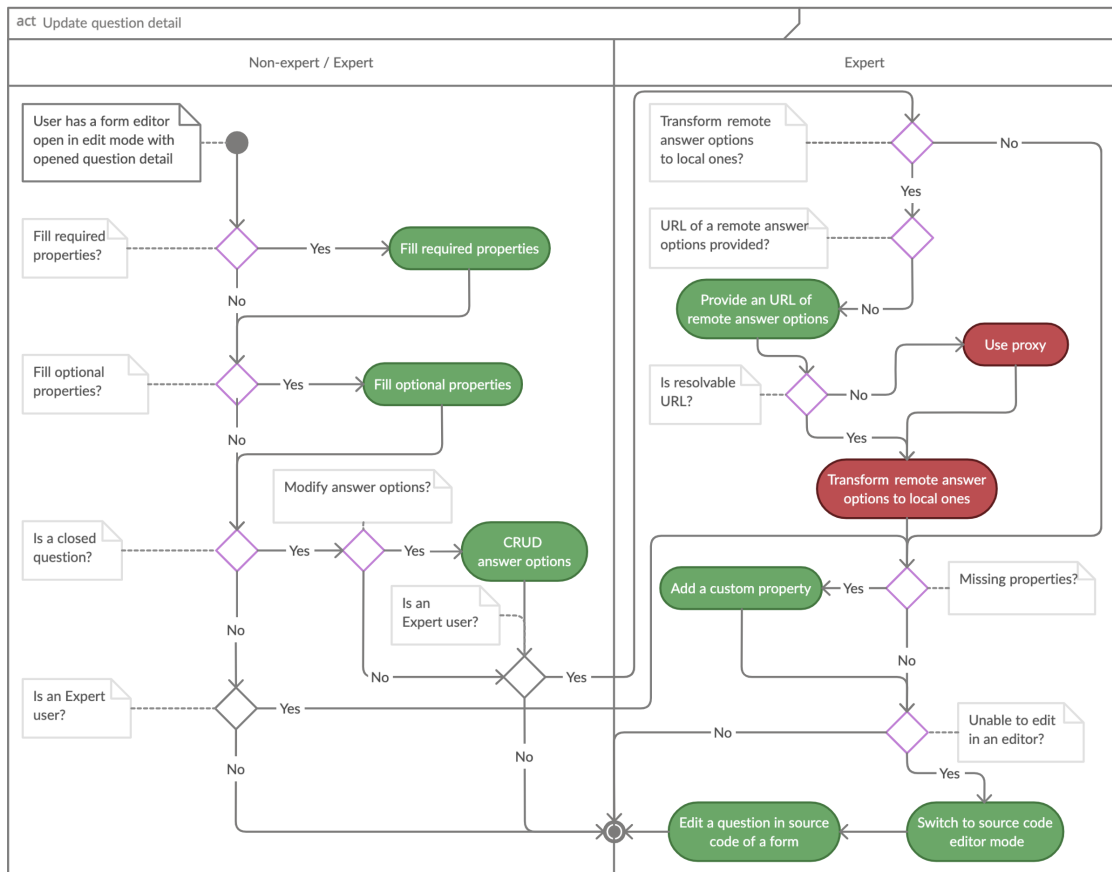 act Update question detail
Non-expert / Expert
Expert
User has a form editor
open in edit mode with
opened question detail
Fill required
properties?
Yes
Fill required properties
No
Fill optional
properties?
Yes
Fill optional properties
No
Modify answer options?
Is a closed
question?
Yes
Yes
CRUD
answer options
Is an
Expert user?
No
No
Yes
Is an Expert
user?
Yes
No
No
Transform remote
answer options
to local ones?
No
Yes
URL of a remote answer
options provided?
No
Provide an URL of
remote answer options
Use proxy
Is resolvable
URL?
No
Yes
Transform remote answer
options to local ones
Missing properties?
Yes
Add a custom property
No
Unable to edit
in an editor?
No
Yes
Switch to source code
editor mode
Edit a question in source
code of a form